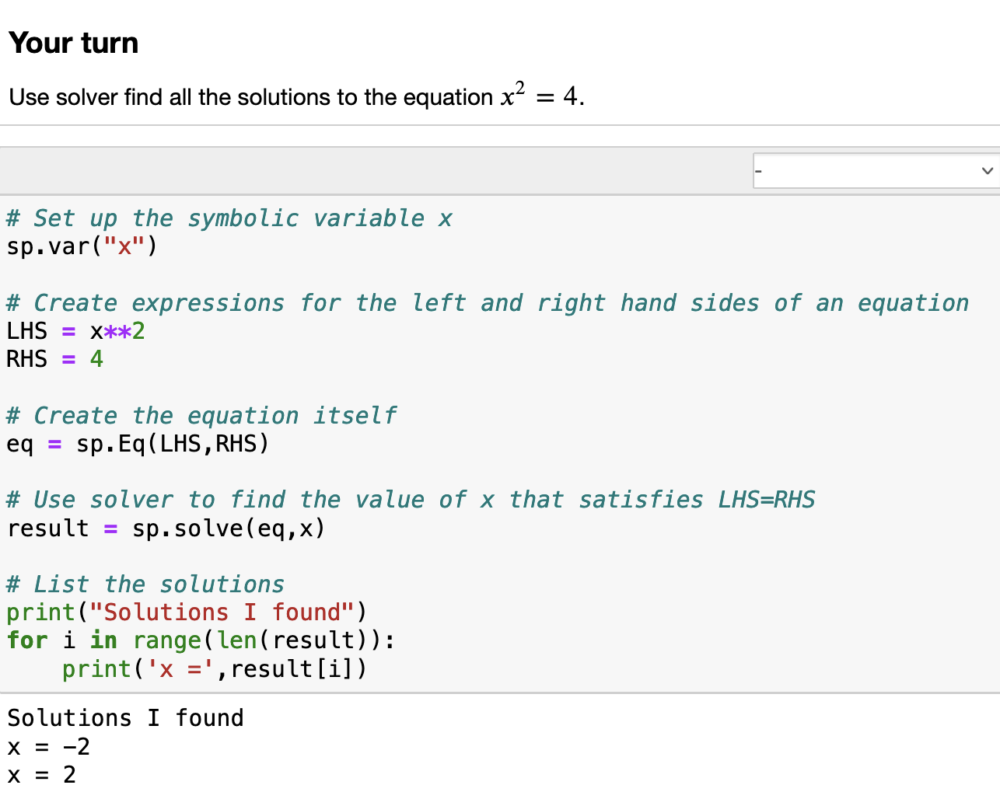 Your turn
Use solver find all the solutions to the equation x² = 4.
-
# Set up the symbolic variable x
sp.var("x")
# Create expressions for the left and right hand sides of an equation
LHS = x**2
RHS = 4
# Create the equation itself
eq = sp.Eq(LHS,RHS)
# Use solver to find the value of x that satisfies LHS=RHS
result = sp.solve(eq,x)
# List the solutions
print("Solutions I found")
for i in range(len(result)):
    print('x =',result[i])
Solutions I found
x = -2
x = 2